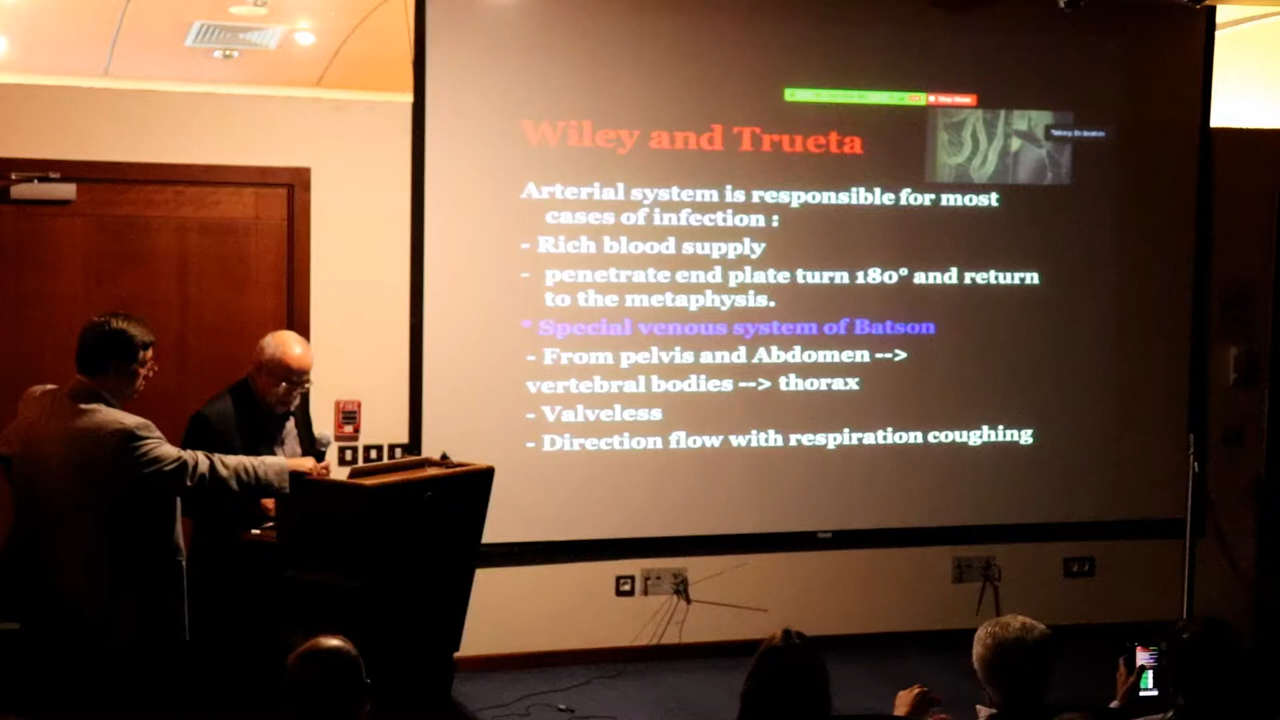 Wiley and Trueta
Arterial system is responsible for most
cases of infection :
- Rich blood supply
- penetrate end plate turn 180° and return
to the metaphysis.
* Special venous system of Batson
- From pelvis and Abdomen -->
vertebral bodies --> thorax
- Valveless
- Direction flow with respiration coughing